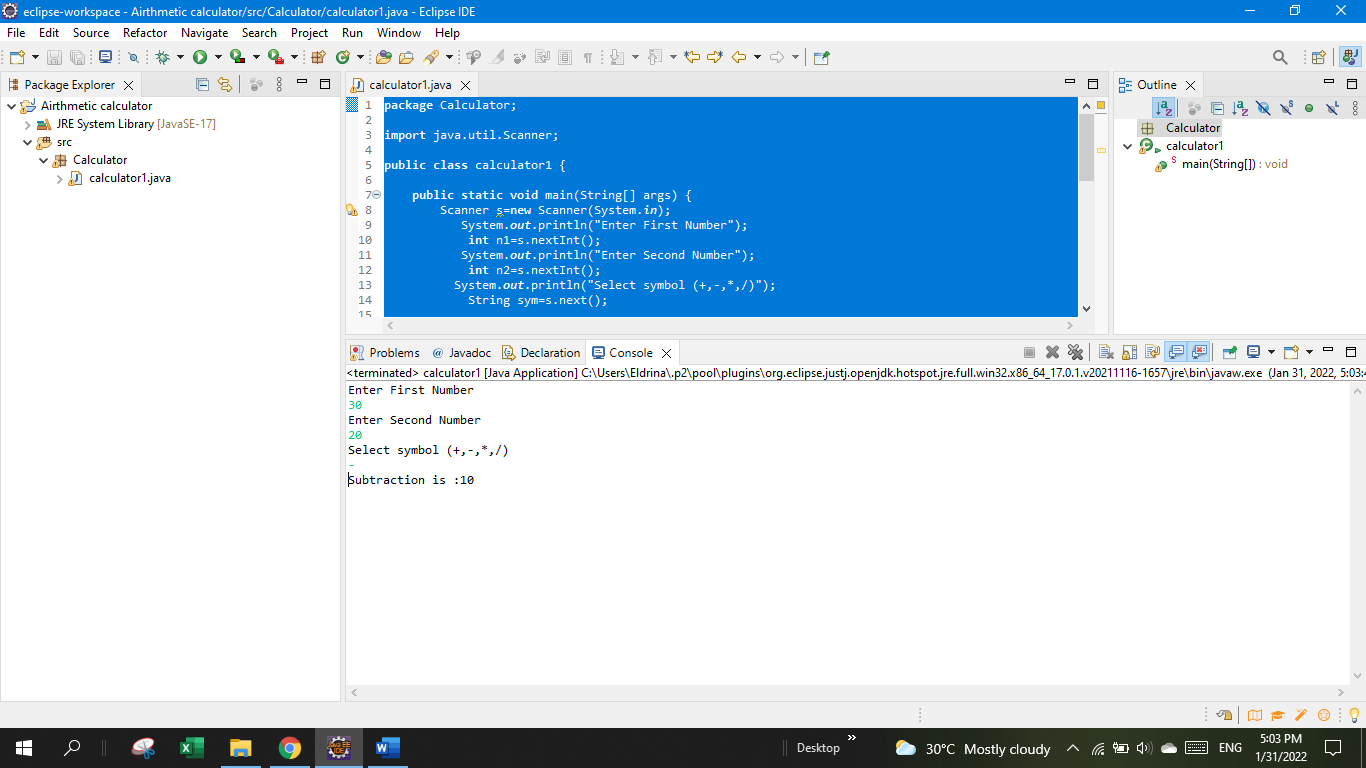 eclipse-workspace - Airthmetic calculator/src/Calculator/calculator1.java - Eclipse IDE
File Edit Source Refactor Navigate Search Project Run Window Help
Package Explorer
Airthmetic calculator
JRE System Library [JavaSE-17]
src
Calculator
calculator1.java
calculator1.java
1 package Calculator;
2
3 import java.util.Scanner;
4
5 public class calculator1 {
6
7 public static void main(String[] args) {
8 Scanner s=new Scanner(System.in);
9 System.out.println("Enter First Number");
10 int n1=s.nextInt();
11 System.out.println("Enter Second Number");
12 int n2=s.nextInt();
13 System.out.println("Select symbol (+,-,*,/)");
14 String sym=s.next();
15
Outline
Calculator
calculator1
main(String[]) : void
Problems @ Javadoc Declaration Console
<terminated> calculator1 [Java Application] C:\Users\Eldrina\.p2\pool\plugins\org.eclipse.justj.openjdk.hotspot.jre.full.win32.x86_64_17.0.1.v20211116-1657\jre\bin\javaw.exe (Jan 31, 2022, 5:03:4
Enter First Number
30
Enter Second Number
20
Select symbol (+,-,*,/)
-
Subtraction is :10
Desktop
30°C Mostly cloudy
ENG
5:03 PM
1/31/2022